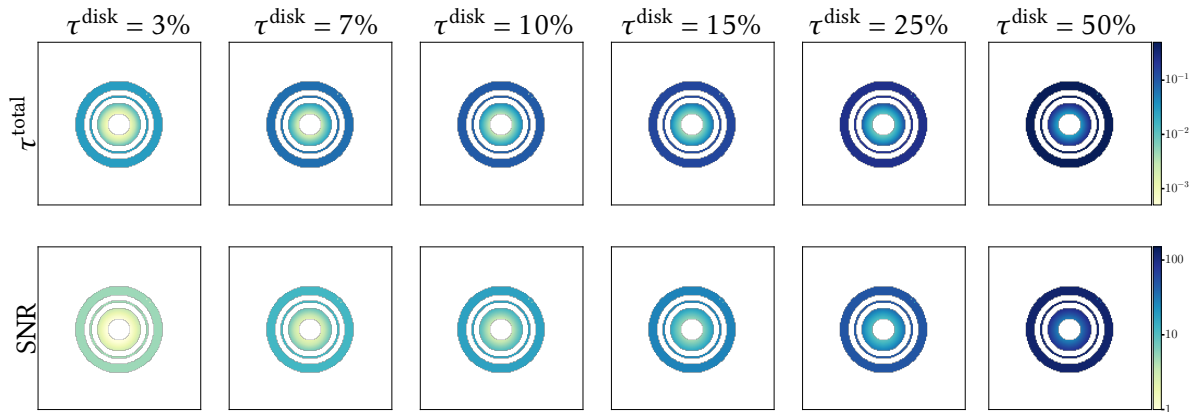 τ^disk = 3% τ^disk = 7% τ^disk = 10% τ^disk = 15% τ^disk = 25% τ^disk = 50%
τ^total
10⁻¹
10⁻²
10⁻³
SNR
100
10
1